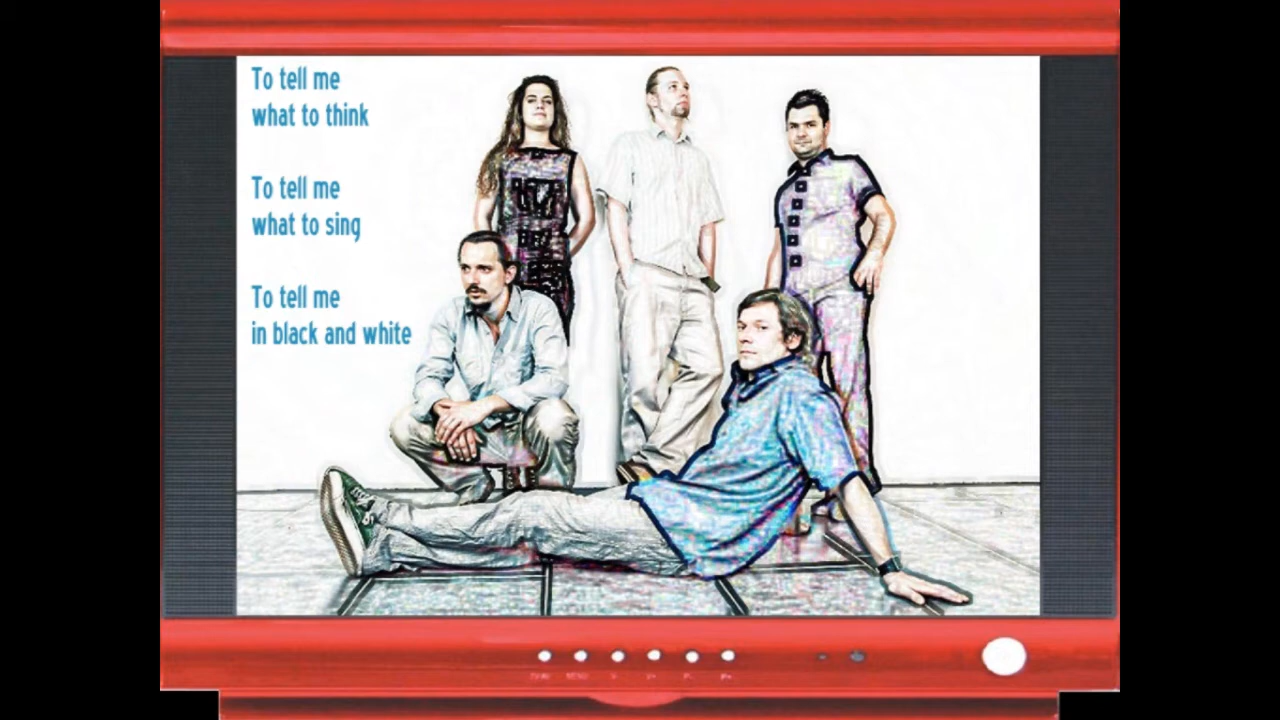 To tell me
what to think
To tell me
what to sing
To tell me
in black and white